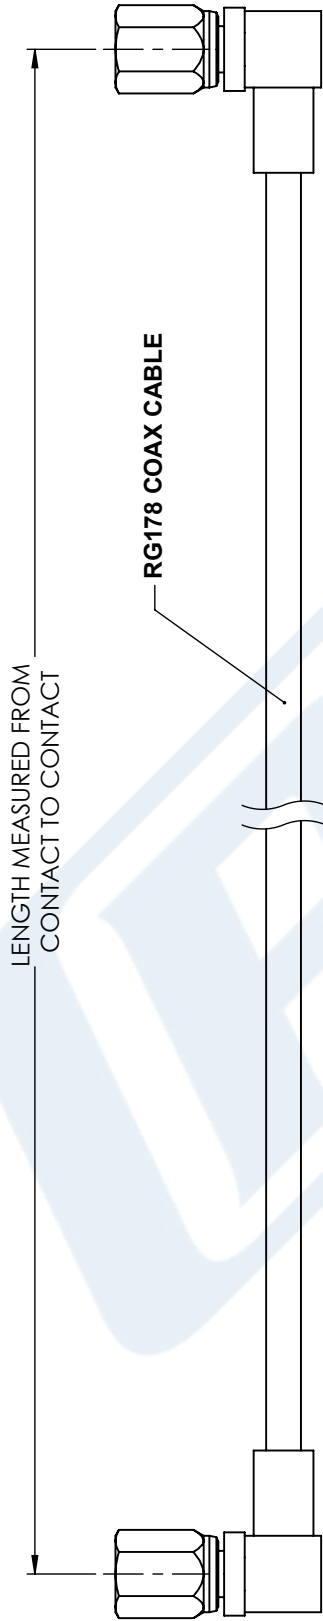 LENGTH MEASURED FROM
CONTACT TO CONTACT
RG178 COAX CABLE